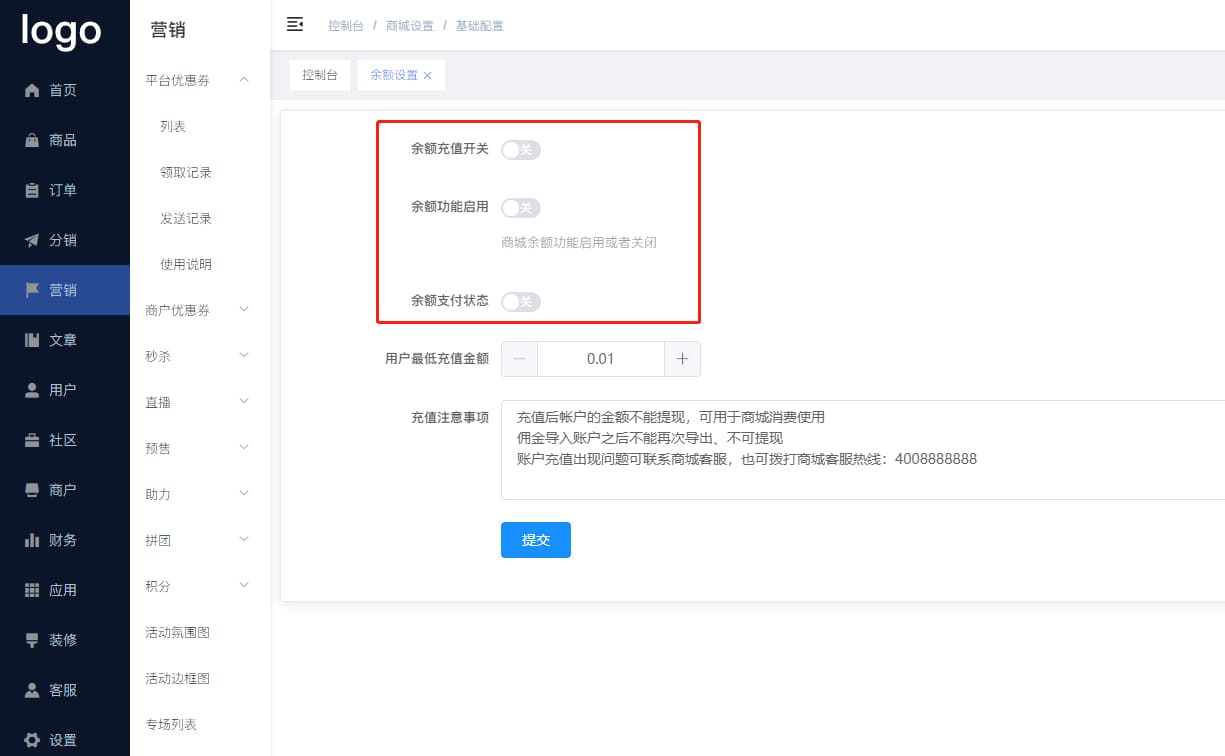 logo
首页
商品
订单
分销
营销
文章
用户
社区
商户
财务
应用
装修
客服
设置
营销
平台优惠券
列表
领取记录
发送记录
使用说明
商户优惠券
秒杀
直播
预售
助力
拼团
积分
活动氛围图
活动边框图
专场列表
控制台 / 商城设置 / 基础配置
控制台 余额设置 ×
余额充值开关 关
余额功能启用 关
商城余额功能启用或者关闭
余额支付状态 关
用户最低充值金额 — 0.01 +
充值注意事项 充值后帐户的金额不能提现，可用于商城消费使用
佣金导入账户之后不能再次导出、不可提现
账户充值出现问题可联系商城客服，也可拨打商城客服热线：4008888888
提交